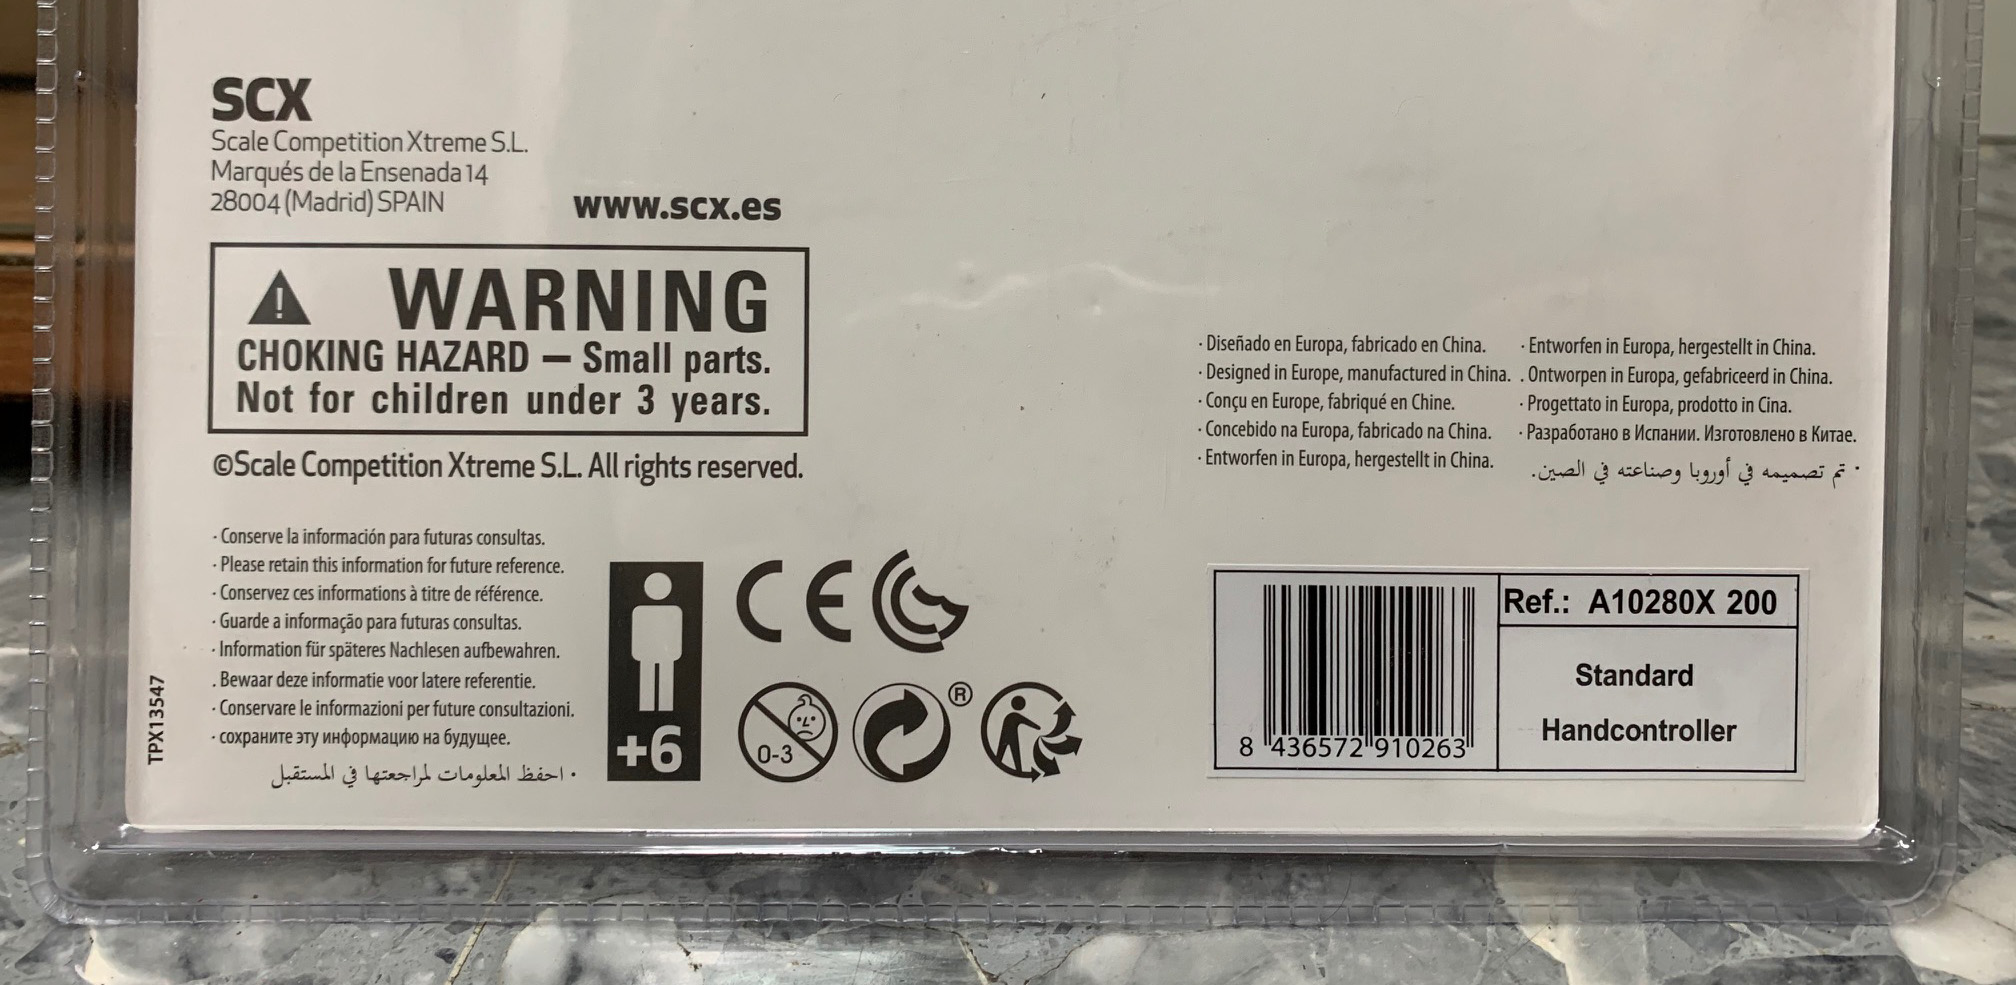 SCX
Scale Competition Xtreme S.L.
Marqués de la Ensenada 14
28004 (Madrid) SPAIN
www.scx.es
WARNING
CHOKING HAZARD — Small parts.
Not for children under 3 years.
©Scale Competition Xtreme S.L. All rights reserved.
· Conserve la información para futuras consultas.
· Please retain this information for future reference.
· Conservez ces informations à titre de référence.
· Guarde a informação para futuras consultas.
· Information für späteres Nachlesen aufbewahren.
. Bewaar deze informatie voor latere referentie.
· Conservare le informazioni per future consultazioni.
· сохраните эту информацию на будущее.
· احفظ المعلومات لمراجعتها في المستقبل
TPX13547
+6
CE
0-3
®
· Diseñado en Europa, fabricado en China.
· Designed in Europe, manufactured in China.
· Conçu en Europe, fabriqué en Chine.
· Concebido na Europa, fabricado na China.
· Entworfen in Europa, hergestellt in China.
· Entworfen in Europa, hergestellt in China.
. Ontworpen in Europa, gefabriceerd in China.
· Progettato in Europa, prodotto in Cina.
· Разработано в Испании. Изготовлено в Китае.
· تم تصميمه في أوروبا وصناعته في الصين.
8 436572 910263
Ref.: A10280X 200
Standard
Handcontroller